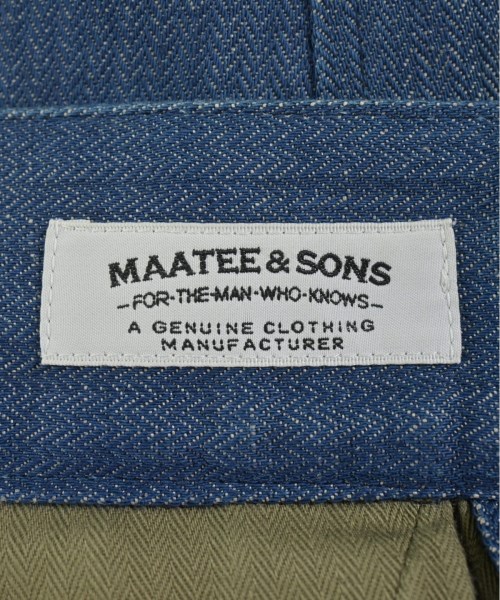 MAATEE & SONS
-FOR-THE-MAN-WHO-KNOWS-
A GENUINE CLOTHING
MANUFACTURER